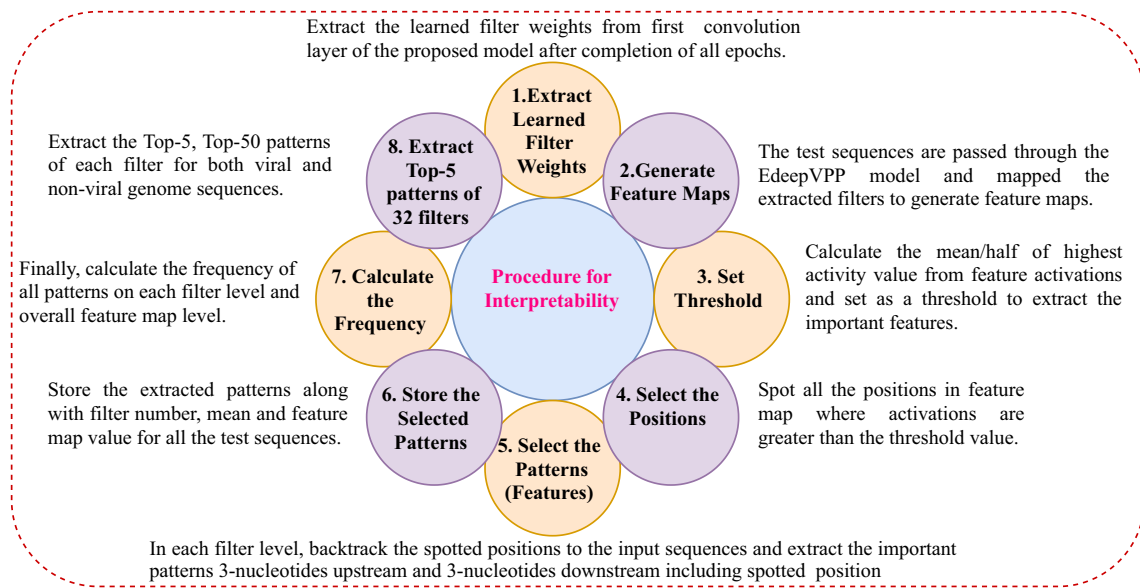 Extract the learned filter weights from first convolution
layer of the proposed model after completion of all epochs.
1.Extract
Learned
Filter
Weights
2.Generate
Feature Maps
The test sequences are passed through the
EdeepVPP model and mapped the
extracted filters to generate feature maps.
3. Set
Threshold
Calculate the mean/half of highest
activity value from feature activations
and set as a threshold to extract the
important features.
4. Select the
Positions
Spot all the positions in feature
map where activations are
greater than the threshold value.
5. Select the
Patterns
(Features)
In each filter level, backtrack the spotted positions to the input sequences and extract the important
patterns 3-nucleotides upstream and 3-nucleotides downstream including spotted position
6. Store the
Selected
Patterns
Store the extracted patterns along
with filter number, mean and feature
map value for all the test sequences.
7. Calculate
the
Frequency
Finally, calculate the frequency of
all patterns on each filter level and
overall feature map level.
8. Extract
Top-5
patterns of
32 filters
Extract the Top-5, Top-50 patterns
of each filter for both viral and
non-viral genome sequences.
Procedure for
Interpretability